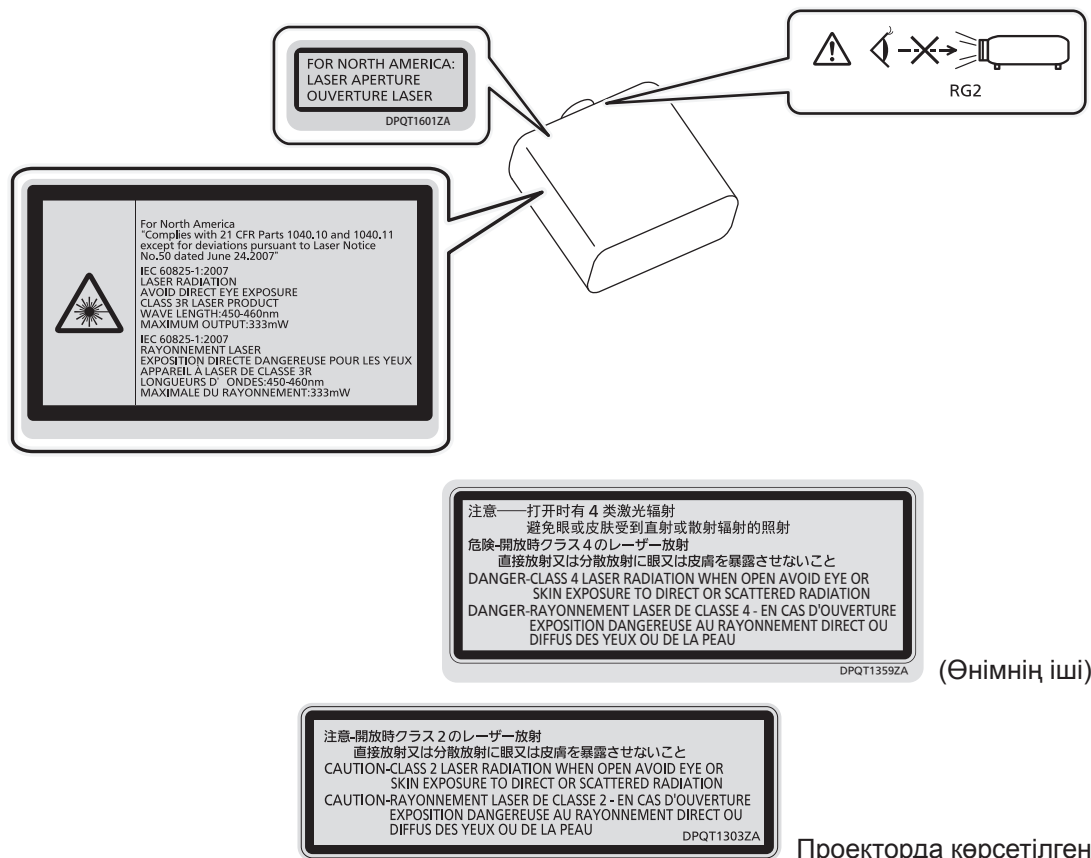 FOR NORTH AMERICA:
LASER APERTURE
OUVERTURE LASER
DPQT1601ZA
RG2
For North America
"Complies with 21 CFR Parts 1040.10 and 1040.11
except for deviations pursuant to Laser Notice
No.50 dated June 24.2007"
IEC 60825-1:2007
LASER RADIATION
AVOID DIRECT EYE EXPOSURE
CLASS 3R LASER PRODUCT
WAVE LENGTH:450-460nm
MAXIMUM OUTPUT:333mW
IEC 60825-1:2007
RAYONNEMENT LASER
EXPOSITION DIRECTE DANGEREUSE POUR LES YEUX
APPAREIL À LASER DE CLASSE 3R
LONGUEURS D' ONDES:450-460nm
MAXIMALE DU RAYONNEMENT:333mW
注意——打开时有 4 类激光辐射
避免眼或皮肤受到直射或散射辐射的照射
危険-開放時クラス4のレーザー放射
直接放射又は分散放射に眼又は皮膚を暴露させないこと
DANGER-CLASS 4 LASER RADIATION WHEN OPEN AVOID EYE OR
SKIN EXPOSURE TO DIRECT OR SCATTERED RADIATION
DANGER-RAYONNEMENT LASER DE CLASSE 4 - EN CAS D'OUVERTURE
EXPOSITION DANGEREUSE AU RAYONNEMENT DIRECT OU
DIFFUS DES YEUX OU DE LA PEAU
DPQT1359ZA
(Өнімнің іші)
注意-開放時クラス2のレーザー放射
直接放射又は分散放射に眼又は皮膚を暴露させないこと
CAUTION-CLASS 2 LASER RADIATION WHEN OPEN AVOID EYE OR
SKIN EXPOSURE TO DIRECT OR SCATTERED RADIATION
CAUTION-RAYONNEMENT LASER DE CLASSE 2 - EN CAS D'OUVERTURE
EXPOSITION DANGEREUSE AU RAYONNEMENT DIRECT OU
DIFFUS DES YEUX OU DE LA PEAU
DPQT1303ZA
Проекторда көрсетілген